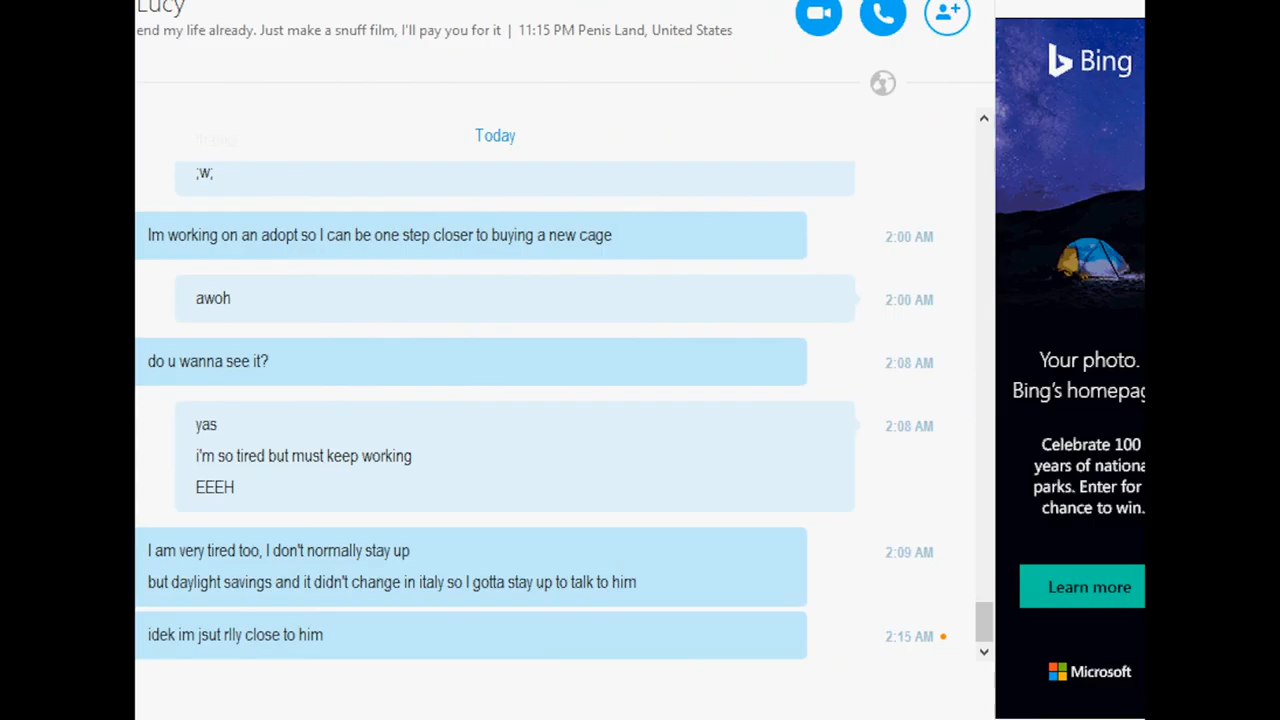 Lucy
end my life already. Just make a snuff film, I'll pay you for it | 11:15 PM Penis Land, United States
Today
;w;
Im working on an adopt so I can be one step closer to buying a new cage
2:00 AM
awoh
2:00 AM
do u wanna see it?
2:08 AM
yas
2:08 AM
i'm so tired but must keep working
EEEH
I am very tired too, I don't normally stay up
2:09 AM
but daylight savings and it didn't change in italy so I gotta stay up to talk to him
idek im jsut rlly close to him
2:15 AM
Bing
Your photo.
Bing's homepag
Celebrate 100
years of nationa
parks. Enter for
chance to win.
Learn more
Microsoft